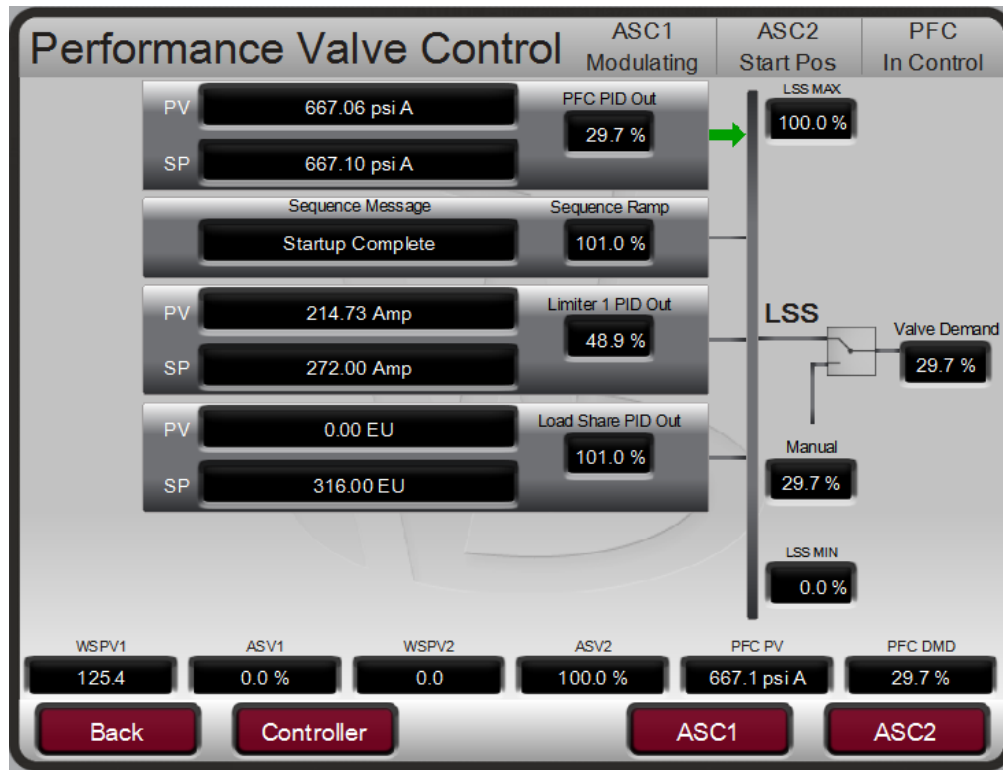 Performance Valve Control
ASC1
Modulating
ASC2
Start Pos
PFC
In Control
PV
667.06 psi A
SP
667.10 psi A
PFC PID Out
29.7 %
LSS MAX
100.0 %
Sequence Message
Startup Complete
Sequence Ramp
101.0 %
PV
214.73 Amp
SP
272.00 Amp
Limiter 1 PID Out
48.9 %
LSS
Valve Demand
29.7 %
PV
0.00 EU
SP
316.00 EU
Load Share PID Out
101.0 %
Manual
29.7 %
LSS MIN
0.0 %
WSPV1
125.4
ASV1
0.0 %
WSPV2
0.0
ASV2
100.0 %
PFC PV
667.1 psi A
PFC DMD
29.7 %
Back
Controller
ASC1
ASC2